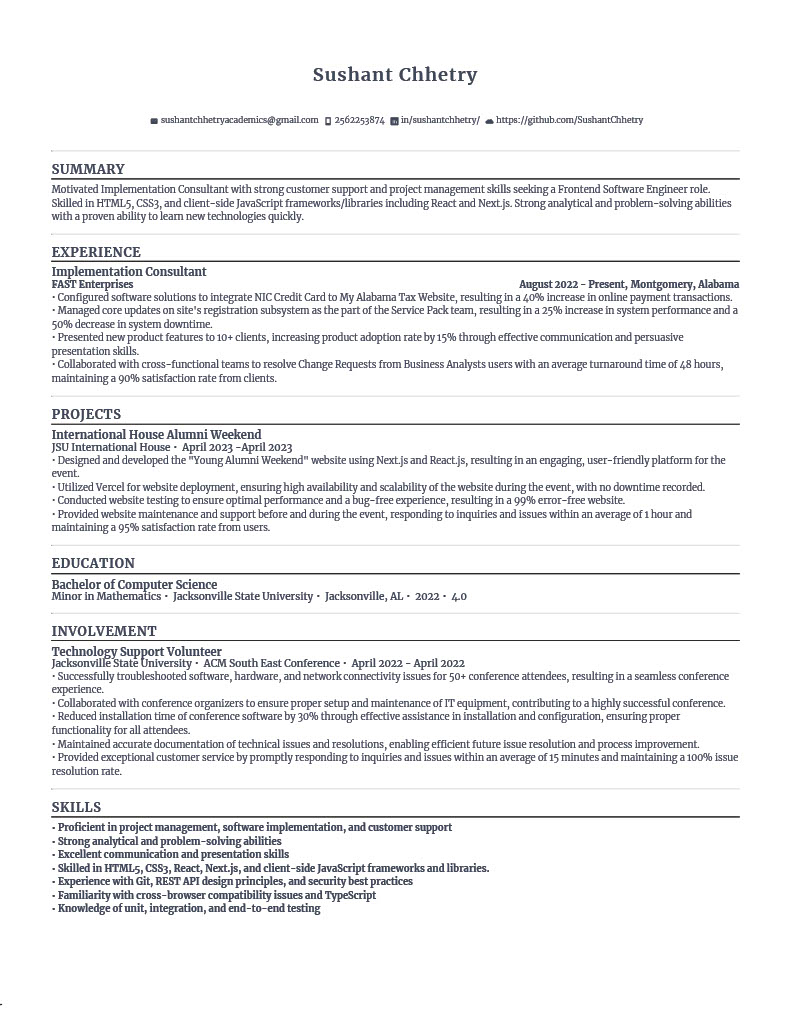 Sushant Chhetry
sushantchhetryacademics@gmail.com 2562253874 in/sushantchhetry/ https://github.com/SushantChhetry
SUMMARY
Motivated Implementation Consultant with strong customer support and project management skills seeking a Frontend Software Engineer role.
Skilled in HTML5, CSS3, and client-side JavaScript frameworks/libraries including React and Next.js. Strong analytical and problem-solving abilities
with a proven ability to learn new technologies quickly.
EXPERIENCE
Implementation Consultant
FAST Enterprises August 2022 - Present, Montgomery, Alabama
• Configured software solutions to integrate NIC Credit Card to My Alabama Tax Website, resulting in a 40% increase in online payment transactions.
• Managed core updates on site's registration subsystem as the part of the Service Pack team, resulting in a 25% increase in system performance and a
50% decrease in system downtime.
• Presented new product features to 10+ clients, increasing product adoption rate by 15% through effective communication and persuasive
presentation skills.
• Collaborated with cross-functional teams to resolve Change Requests from Business Analysts users with an average turnaround time of 48 hours,
maintaining a 90% satisfaction rate from clients.
PROJECTS
International House Alumni Weekend
JSU International House • April 2023 -April 2023
• Designed and developed the "Young Alumni Weekend" website using Next.js and React.js, resulting in an engaging, user-friendly platform for the
event.
• Utilized Vercel for website deployment, ensuring high availability and scalability of the website during the event, with no downtime recorded.
• Conducted website testing to ensure optimal performance and a bug-free experience, resulting in a 99% error-free website.
• Provided website maintenance and support before and during the event, responding to inquiries and issues within an average of 1 hour and
maintaining a 95% satisfaction rate from users.
EDUCATION
Bachelor of Computer Science
Minor in Mathematics • Jacksonville State University • Jacksonville, AL • 2022 • 4.0
INVOLVEMENT
Technology Support Volunteer
Jacksonville State University • ACM South East Conference • April 2022 - April 2022
• Successfully troubleshooted software, hardware, and network connectivity issues for 50+ conference attendees, resulting in a seamless conference
experience.
• Collaborated with conference organizers to ensure proper setup and maintenance of IT equipment, contributing to a highly successful conference.
• Reduced installation time of conference software by 30% through effective assistance in installation and configuration, ensuring proper
functionality for all attendees.
• Maintained accurate documentation of technical issues and resolutions, enabling efficient future issue resolution and process improvement.
• Provided exceptional customer service by promptly responding to inquiries and issues within an average of 15 minutes and maintaining a 100% issue
resolution rate.
SKILLS
• Proficient in project management, software implementation, and customer support
• Strong analytical and problem-solving abilities
• Excellent communication and presentation skills
• Skilled in HTML5, CSS3, React, Next.js, and client-side JavaScript frameworks and libraries.
• Experience with Git, REST API design principles, and security best practices
• Familiarity with cross-browser compatibility issues and TypeScript
• Knowledge of unit, integration, and end-to-end testing